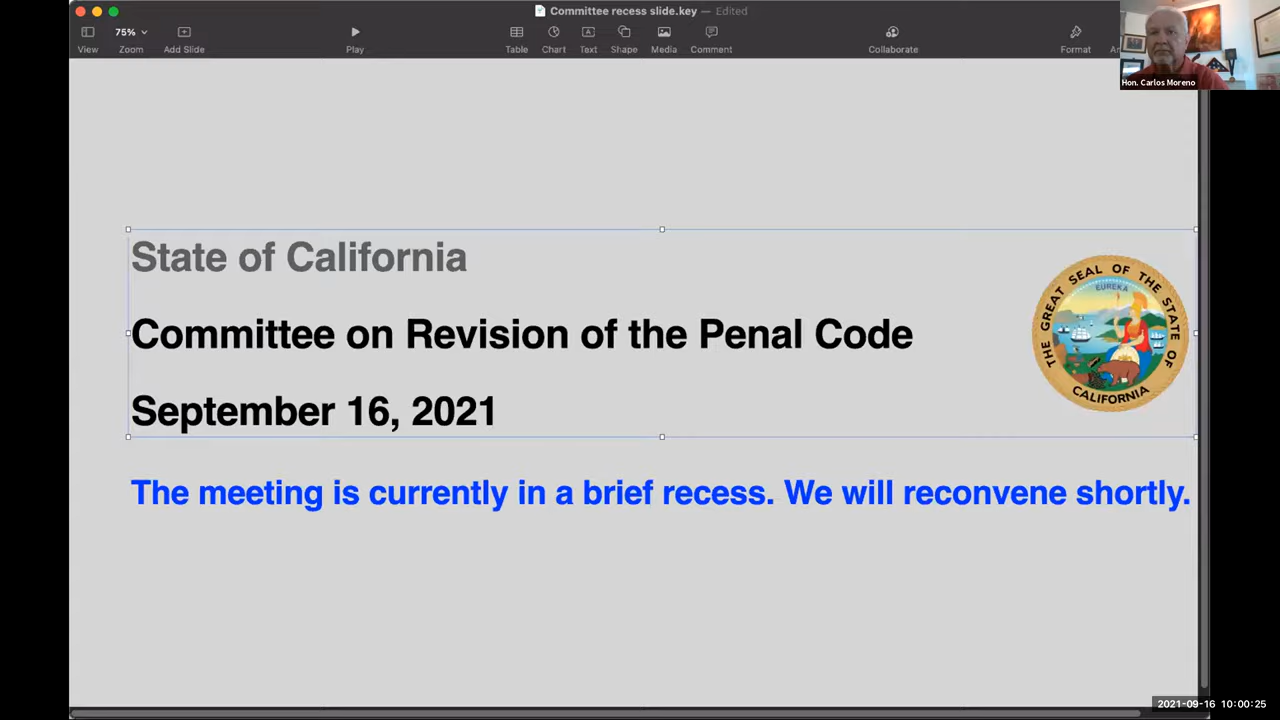 Committee recess slide.key — Edited
75%
View
Zoom
Add Slide
Play
Table
Chart
Text
Shape
Media
Comment
Collaborate
Format
Hon. Carlos Moreno
State of California
Committee on Revision of the Penal Code
September 16, 2021
THE GREAT SEAL OF THE STATE OF
EUREKA
CALIFORNIA
The meeting is currently in a brief recess. We will reconvene shortly.
2021-09-16 10:00:25